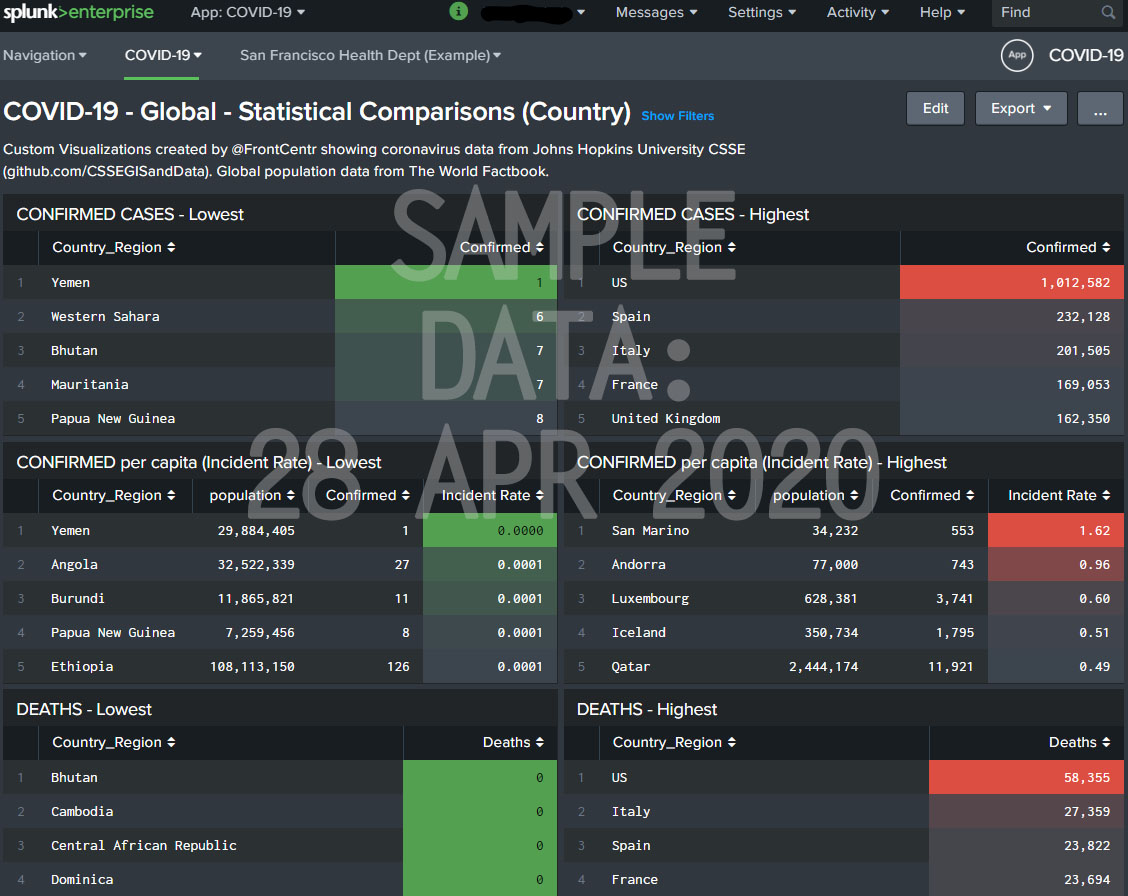 splunk>enterprise App: COVID-19 i Messages Settings Activity Help Find
Navigation COVID-19 San Francisco Health Dept (Example) App COVID-19
COVID-19 - Global - Statistical Comparisons (Country) Show Filters Edit Export ...
Custom Visualizations created by @FrontCentr showing coronavirus data from Johns Hopkins University CSSE
(github.com/CSSEGISandData). Global population data from The World Factbook.
SAMPLE
DATA:
28 APR 2020
CONFIRMED CASES - Lowest
Country_Region Confirmed
1 Yemen 1
2 Western Sahara 6
3 Bhutan 7
4 Mauritania 7
5 Papua New Guinea 8
CONFIRMED CASES - Highest
Country_Region Confirmed
1 US 1,012,582
2 Spain 232,128
3 Italy 201,505
4 France 169,053
5 United Kingdom 162,350
CONFIRMED per capita (Incident Rate) - Lowest
Country_Region population Confirmed Incident Rate
1 Yemen 29,884,405 1 0.0000
2 Angola 32,522,339 27 0.0001
3 Burundi 11,865,821 11 0.0001
4 Papua New Guinea 7,259,456 8 0.0001
5 Ethiopia 108,113,150 126 0.0001
CONFIRMED per capita (Incident Rate) - Highest
Country_Region population Confirmed Incident Rate
1 San Marino 34,232 553 1.62
2 Andorra 77,000 743 0.96
3 Luxembourg 628,381 3,741 0.60
4 Iceland 350,734 1,795 0.51
5 Qatar 2,444,174 11,921 0.49
DEATHS - Lowest
Country_Region Deaths
1 Bhutan 0
2 Cambodia 0
3 Central African Republic 0
4 Dominica 0
DEATHS - Highest
Country_Region Deaths
1 US 58,355
2 Italy 27,359
3 Spain 23,822
4 France 23,694